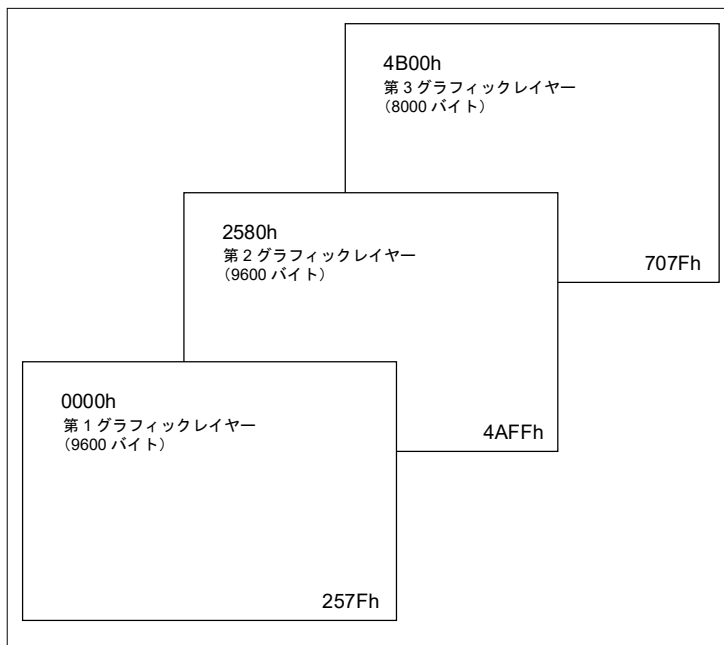 4B00h
第3グラフィックレイヤー
(8000 バイト)
707Fh
2580h
第2グラフィックレイヤー
(9600 バイト)
4AFFh
0000h
第1グラフィックレイヤー
(9600 バイト)
257Fh